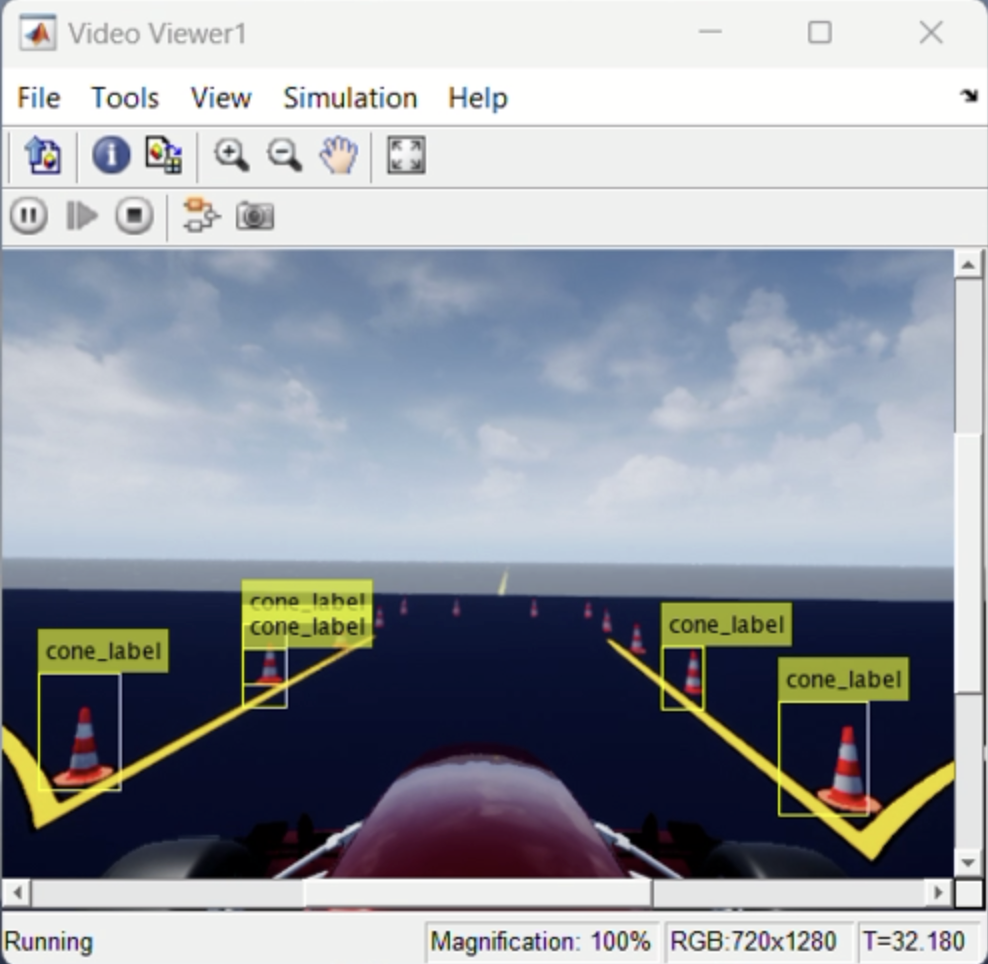 Video Viewer1
File Tools View Simulation Help
cone_label
cone_label
cone_label
cone_label
cone_label
Running
Magnification: 100%
RGB:720x1280
T=32.180